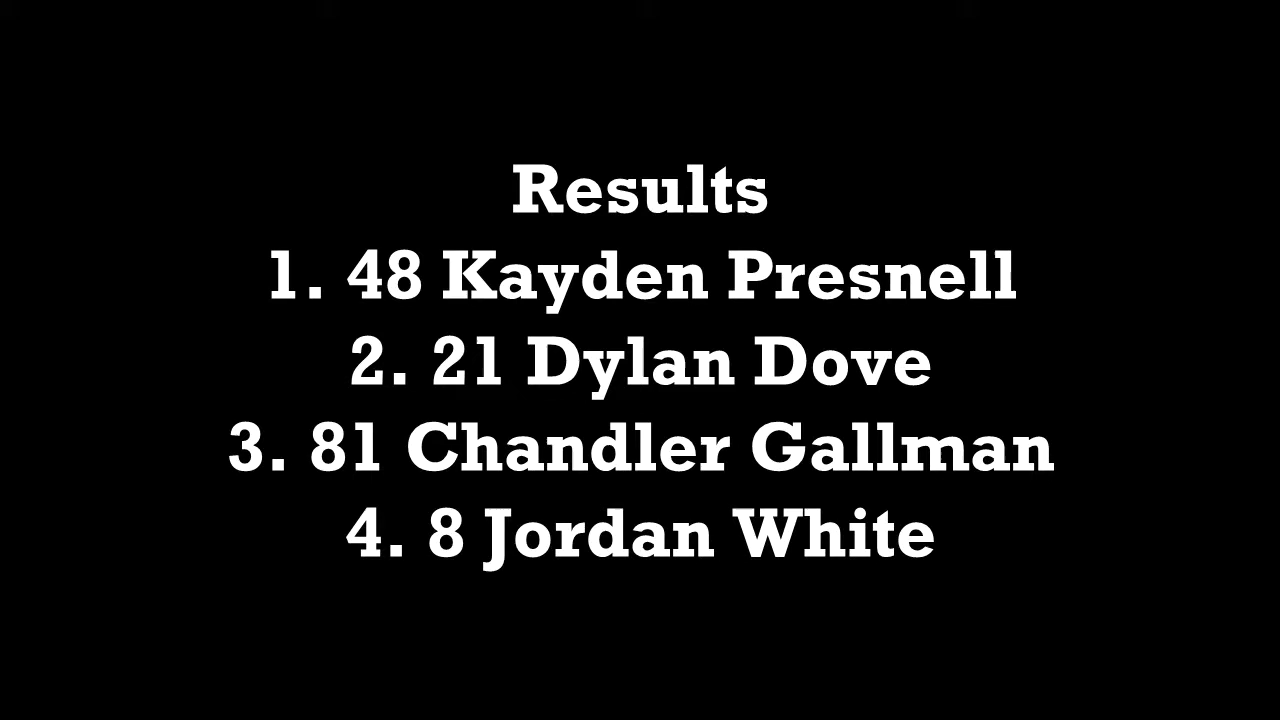 Results
1. 48 Kayden Presnell
2. 21 Dylan Dove
3. 81 Chandler Gallman
4. 8 Jordan White